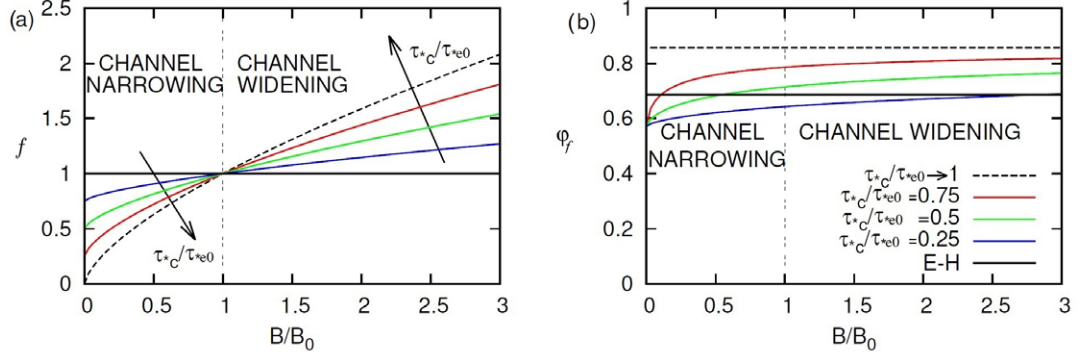 (a)
2.5
2
1.5
1
0.5
0
f
CHANNEL CHANNEL
NARROWING WIDENING
τ*c/τ*e0
τ*c/τ*e0
0 0.5 1 1.5 2 2.5 3
B/B0
(b)
1
0.8
0.6
0.4
0.2
0
φf
CHANNEL CHANNEL WIDENING
NARROWING
τ*c/τ*e0→1
τ*c/τ*e0=0.75
τ*c/τ*e0=0.5
τ*c/τ*e0=0.25
E-H
0 0.5 1 1.5 2 2.5 3
B/B0